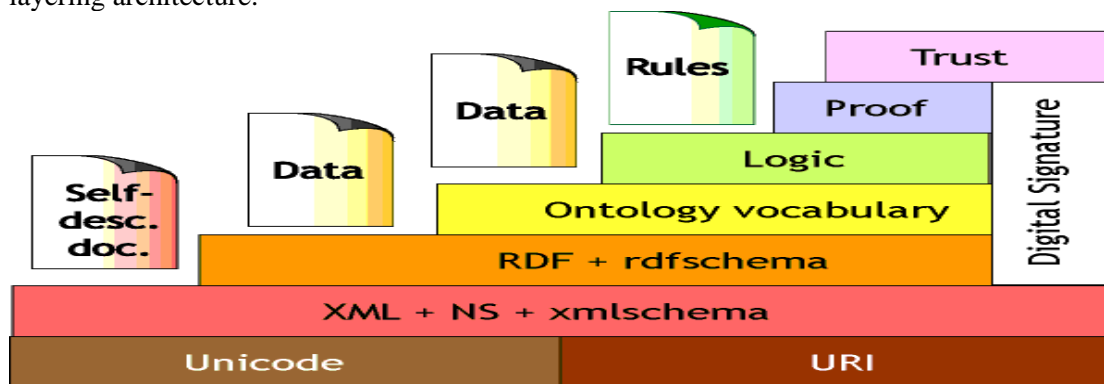 layering architecture.
Trust
Rules
Proof
Data
Logic
Data
Self-
desc.
doc.
Ontology vocabulary
Digital Signature
RDF + rdfschema
XML + NS + xmlschema
Unicode
URI